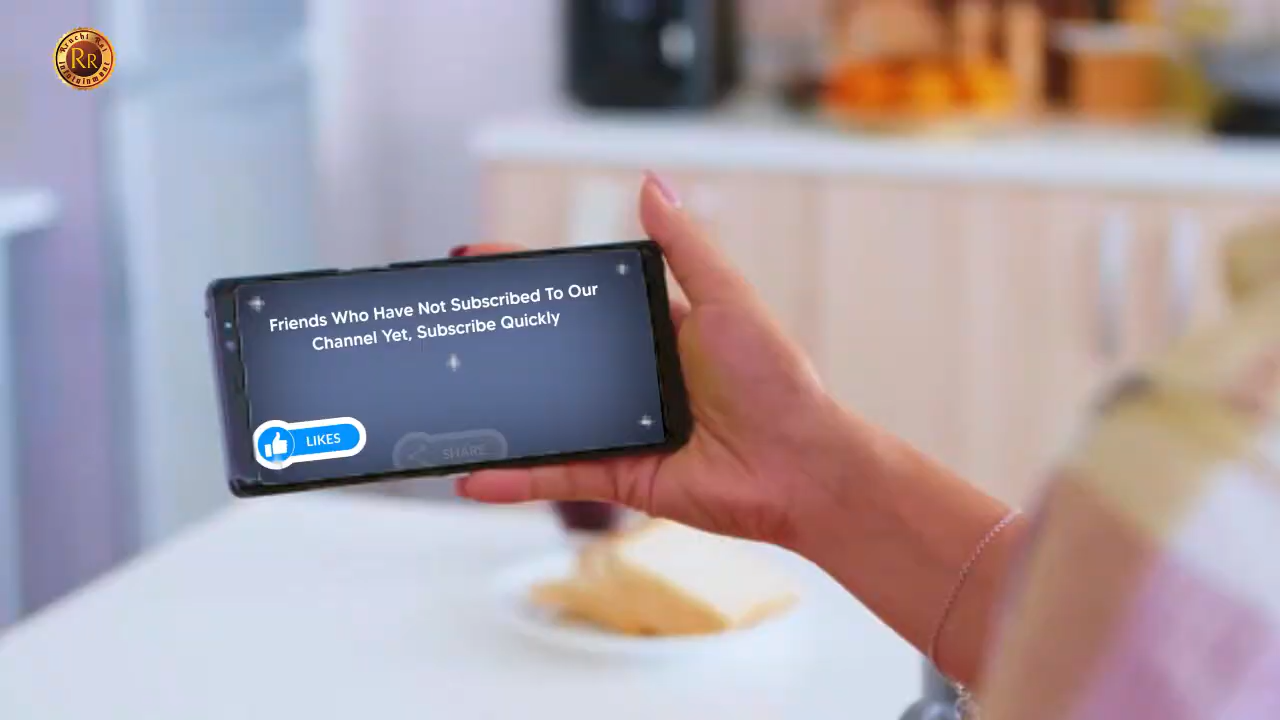 RR
Friends Who Have Not Subscribed To Our
Channel Yet, Subscribe Quickly
LIKES
SHARE